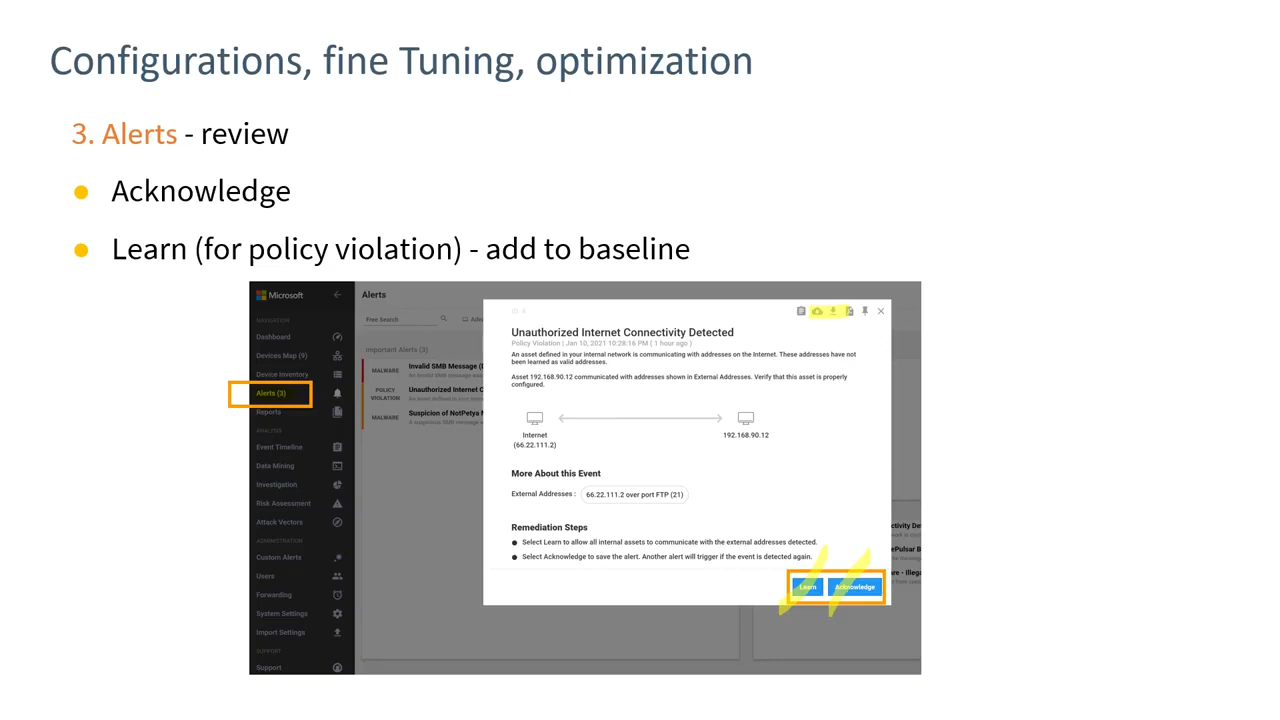 Configurations, fine Tuning, optimization
3. Alerts - review
● Acknowledge
● Learn (for policy violation) - add to baseline
Microsoft
NAVIGATION
Dashboard
Devices Map (9)
Device Inventory
Alerts (3)
Reports
ANALYSIS
Event Timeline
Data Mining
Investigation
Risk Assessment
Attack Vectors
ADMINISTRATION
Custom Alerts
Users
Forwarding
System Settings
Import Settings
SUPPORT
Support
Alerts
Free Search
Important Alerts (3)
MALWARE
Invalid SMB Message
POLICY VIOLATION
Unauthorized Internet C
MALWARE
Suspicion of NotPetya
ID: 4
Unauthorized Internet Connectivity Detected
Policy Violation | Jan 10, 2021 10:28:16 PM ( 1 hour ago )
An asset defined in your internal network is communicating with addresses on the Internet. These addresses have not
been learned as valid addresses.
Asset 192.168.90.12 communicated with addresses shown in External Addresses. Verify that this asset is properly
configured.
Internet
(66.22.111.2)
192.168.90.12
More About this Event
External Addresses : 66.22.111.2 over port FTP (21)
Remediation Steps
● Select Learn to allow all internal assets to communicate with the external addresses detected.
● Select Acknowledge to save the alert. Another alert will trigger if the event is detected again.
Learn Acknowledge